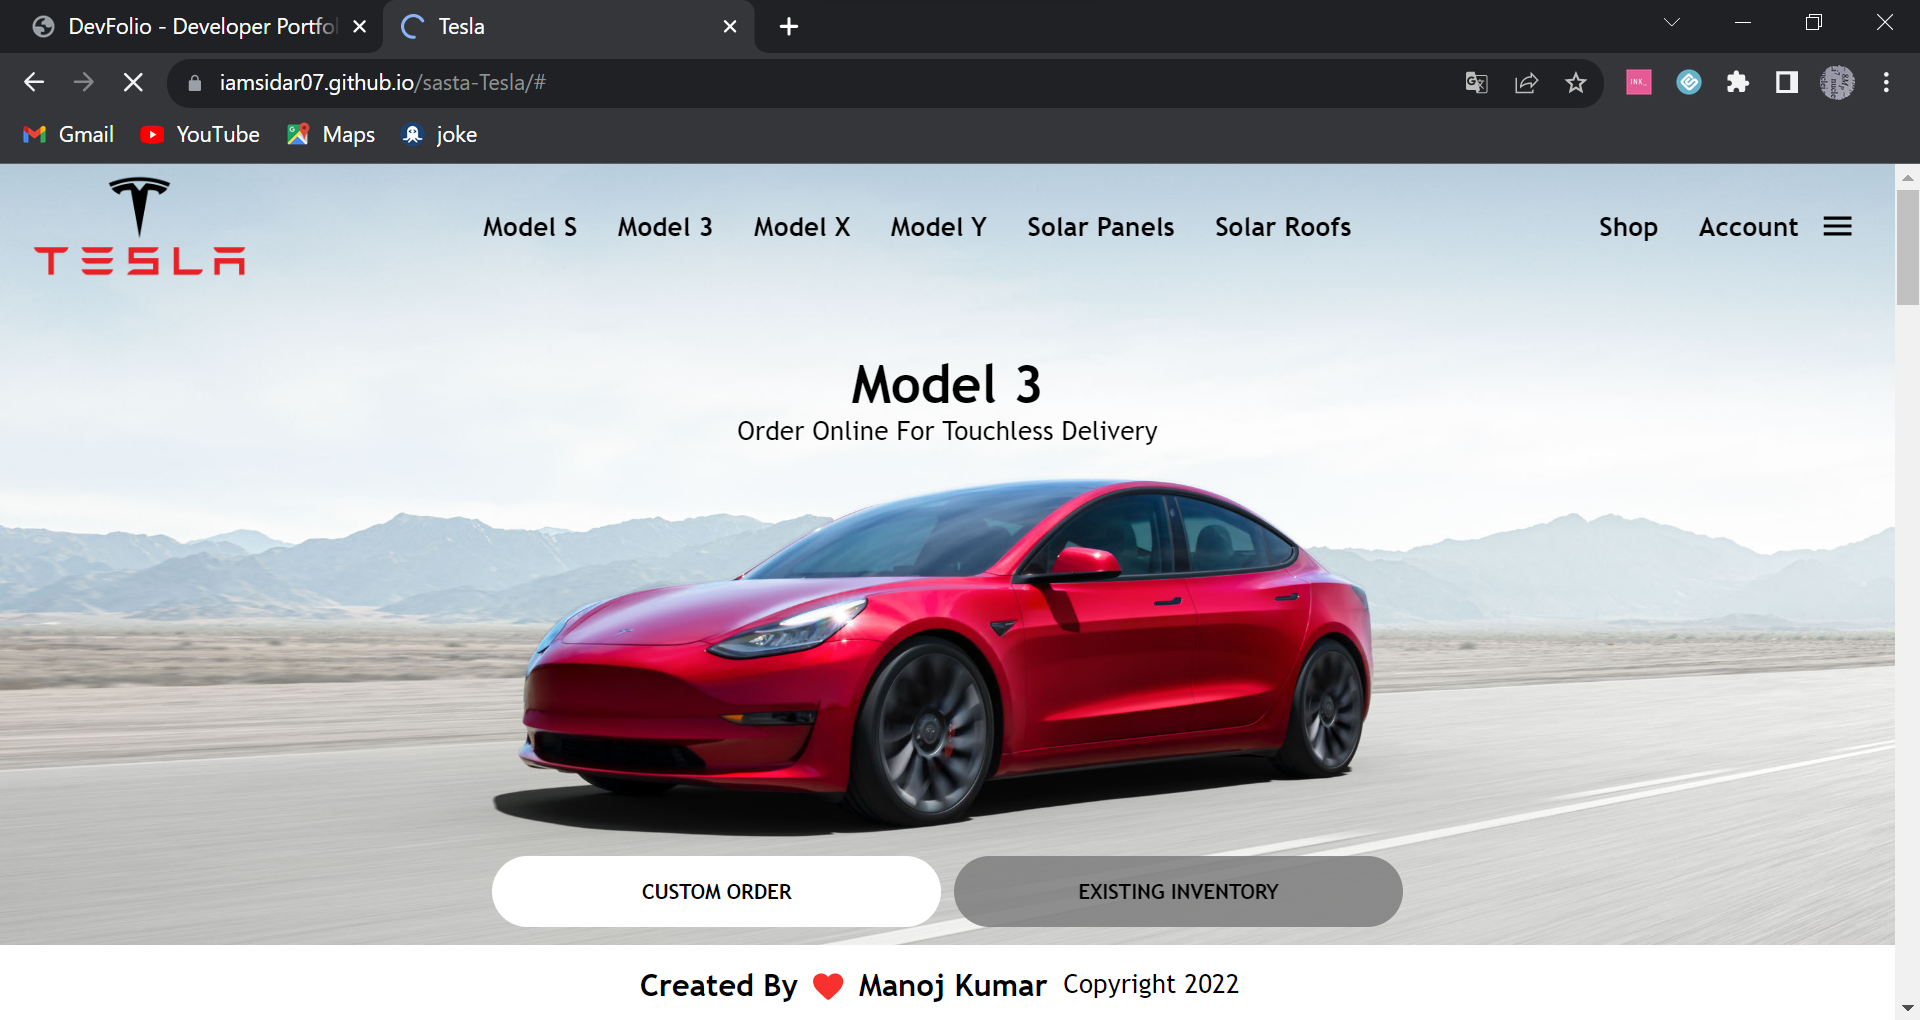 DevFolio - Developer Portfol
Tesla
iamsidar07.github.io/sasta-Tesla/#
INK_
Gmail YouTube Maps joke
TESLA
Model S Model 3 Model X Model Y Solar Panels Solar Roofs Shop Account
Model 3
Order Online For Touchless Delivery
CUSTOM ORDER EXISTING INVENTORY
Created By Manoj Kumar Copyright 2022